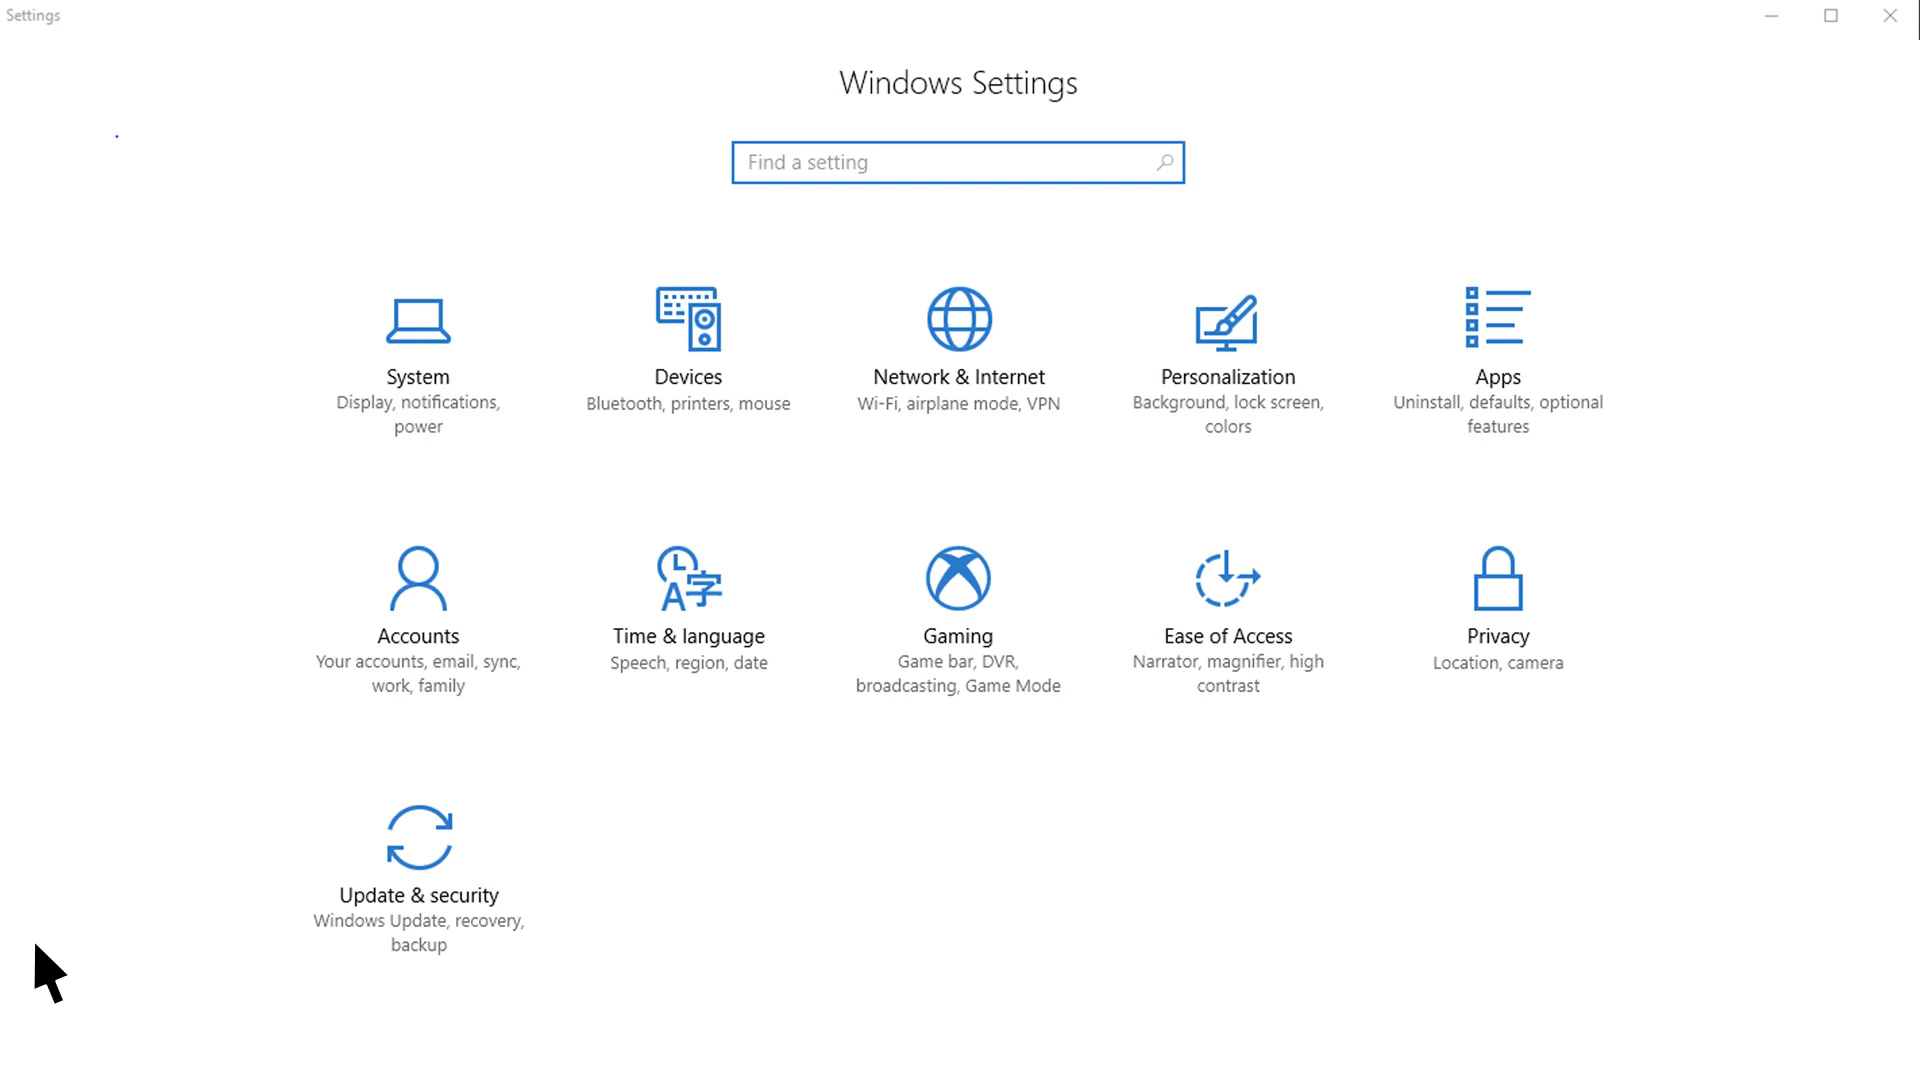 Settings
Windows Settings
Find a setting
System
Display, notifications,
power
Devices
Bluetooth, printers, mouse
Network & Internet
Wi-Fi, airplane mode, VPN
Personalization
Background, lock screen,
colors
Apps
Uninstall, defaults, optional
features
Accounts
Your accounts, email, sync,
work, family
A字
Time & language
Speech, region, date
Gaming
Game bar, DVR,
broadcasting, Game Mode
Ease of Access
Narrator, magnifier, high
contrast
Privacy
Location, camera
Update & security
Windows Update, recovery,
backup